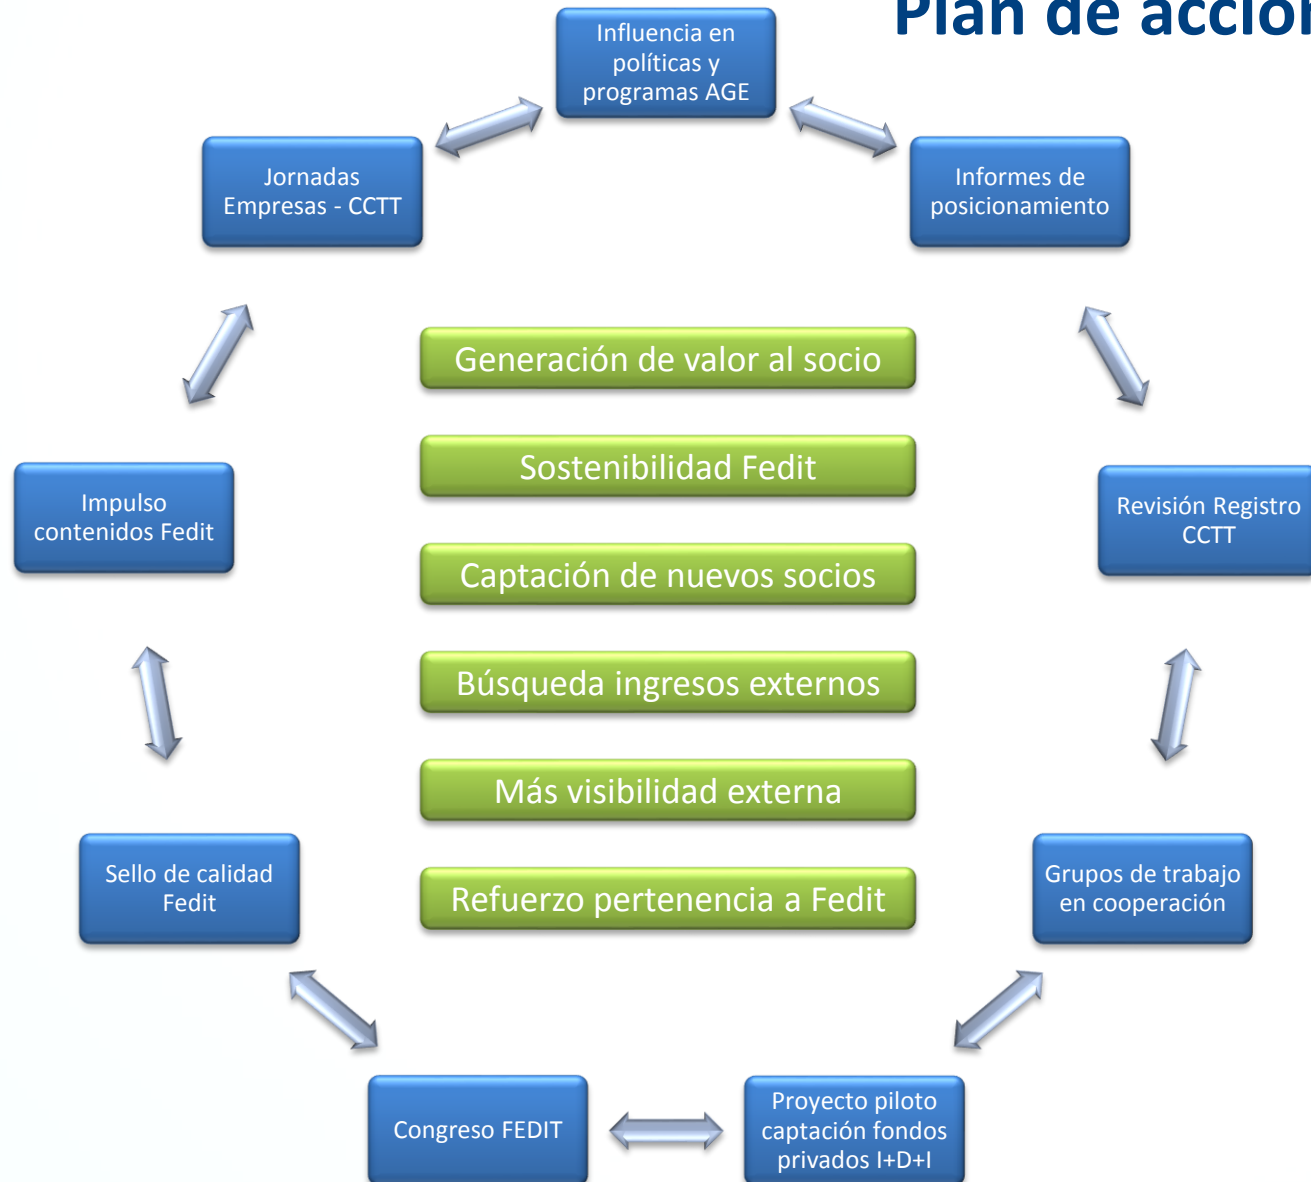 Plan de acción
Influencia en
políticas y
programas AGE
Jornadas
Empresas - CCTT
Informes de
posicionamiento
Generación de valor al socio
Sostenibilidad Fedit
Impulso
contenidos Fedit
Revisión Registro
CCTT
Captación de nuevos socios
Búsqueda ingresos externos
Más visibilidad externa
Sello de calidad
Fedit
Grupos de trabajo
en cooperación
Refuerzo pertenencia a Fedit
Congreso FEDIT
Proyecto piloto
captación fondos
privados I+D+I